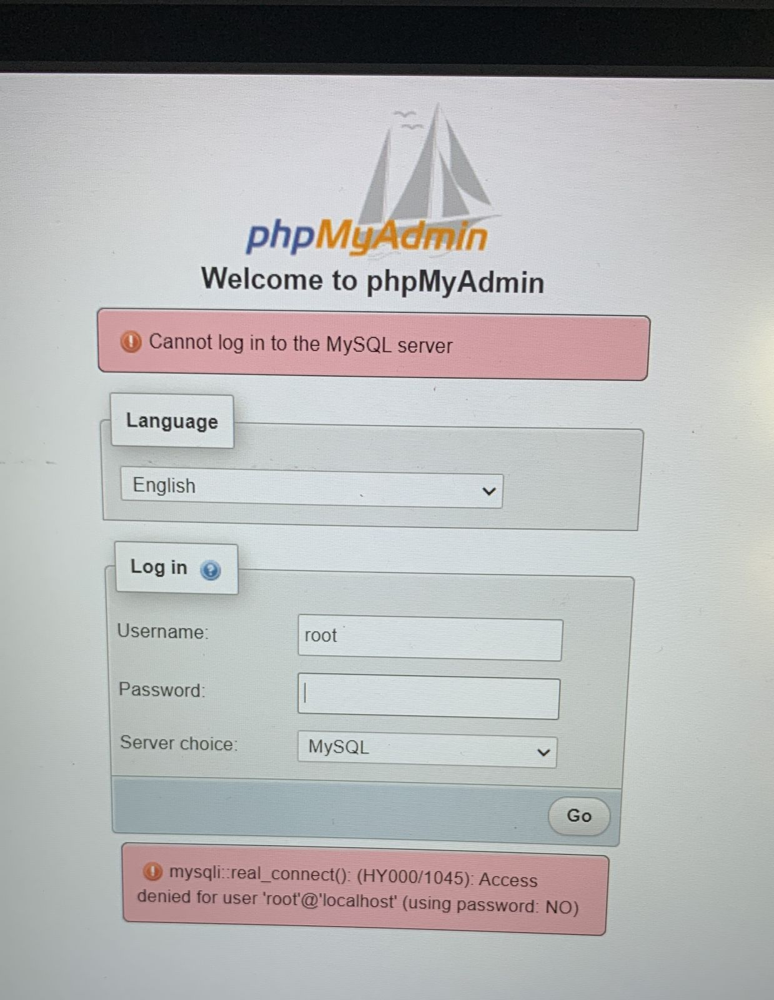 phpMyAdmin
Welcome to phpMyAdmin
Cannot log in to the MySQL server
Language
English
Log in
Username:
root
Password:
Server choice:
MySQL
Go
mysqli::real_connect(): (HY000/1045): Access
denied for user 'root'@'localhost' (using password: NO)